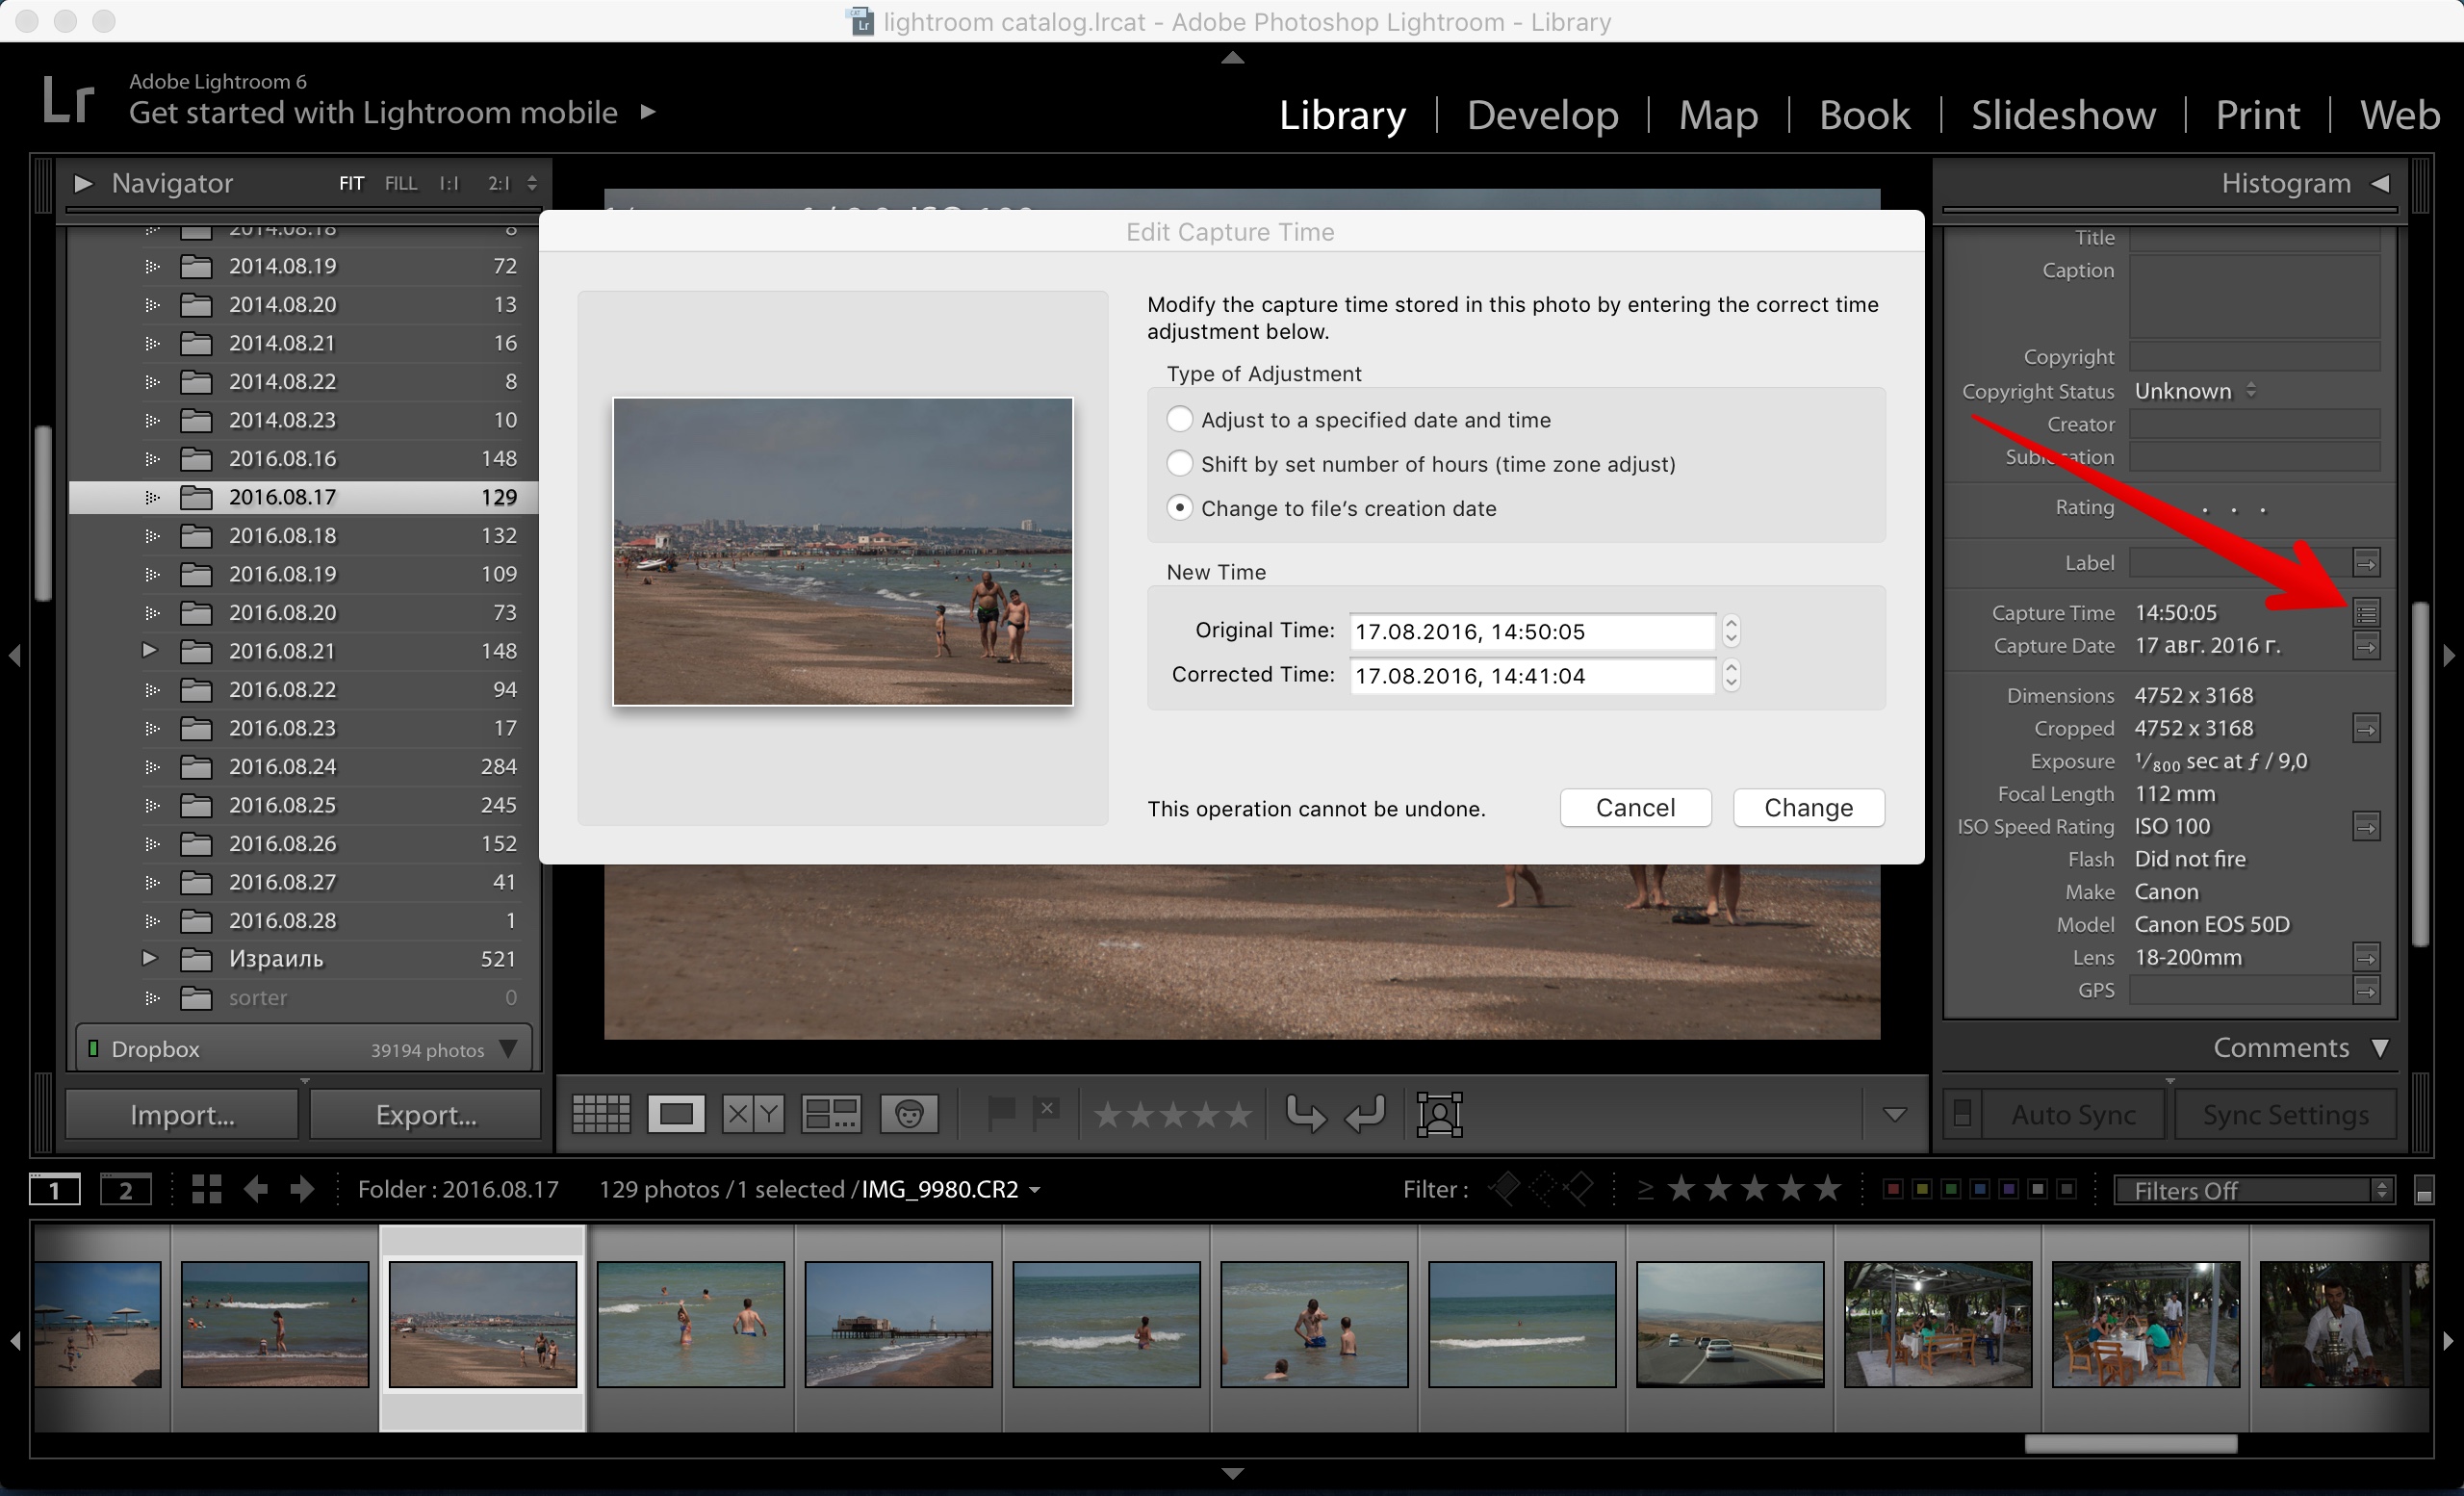 lightroom catalog.lrcat - Adobe Photoshop Lightroom - Library
Lr
Adobe Lightroom 6
Get started with Lightroom mobile
Library | Develop | Map | Book | Slideshow | Print | Web
Navigator FIT FILL 1:1 2:1
2014.08.18 8
2014.08.19 72
2014.08.20 13
2014.08.21 16
2014.08.22 8
2014.08.23 10
2016.08.16 148
2016.08.17 129
2016.08.18 132
2016.08.19 109
2016.08.20 73
2016.08.21 148
2016.08.22 94
2016.08.23 17
2016.08.24 284
2016.08.25 245
2016.08.26 152
2016.08.27 41
2016.08.28 1
Израиль 521
sorter 0
Dropbox 39194 photos
Import... Export...
Edit Capture Time
Modify the capture time stored in this photo by entering the correct time
adjustment below.
Type of Adjustment
Adjust to a specified date and time
Shift by set number of hours (time zone adjust)
Change to file's creation date
New Time
Original Time: 17.08.2016, 14:50:05
Corrected Time: 17.08.2016, 14:41:04
This operation cannot be undone. Cancel Change
Histogram
Title
Caption
Copyright
Copyright Status Unknown
Creator
Sublocation
Rating . . .
Label
Capture Time 14:50:05
Capture Date 17 авг. 2016 г.
Dimensions 4752 x 3168
Cropped 4752 x 3168
Exposure 1/800 sec at ƒ / 9,0
Focal Length 112 mm
ISO Speed Rating ISO 100
Flash Did not fire
Make Canon
Model Canon EOS 50D
Lens 18-200mm
GPS
Comments
Auto Sync Sync Settings
X Y
1 2 Folder : 2016.08.17 129 photos / 1 selected / IMG_9980.CR2 Filter : ≥ Filters Off